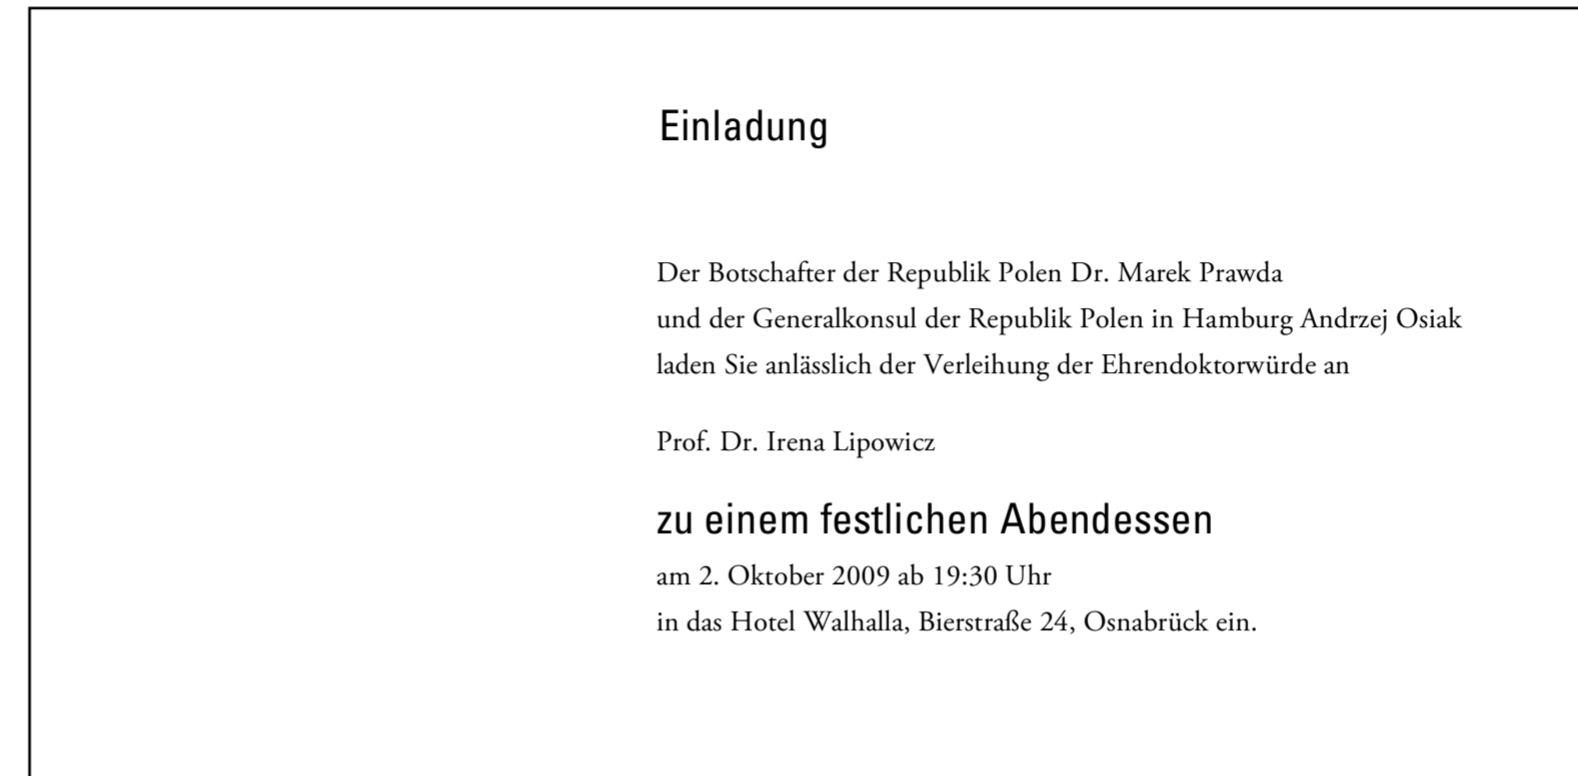 Einladung
Der Botschafter der Republik Polen Dr. Marek Prawda
und der Generalkonsul der Republik Polen in Hamburg Andrzej Osiak
laden Sie anlässlich der Verleihung der Ehrendoktorwürde an
Prof. Dr. Irena Lipowicz
zu einem festlichen Abendessen
am 2. Oktober 2009 ab 19:30 Uhr
in das Hotel Walhalla, Bierstraße 24, Osnabrück ein.